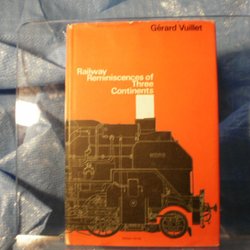 Gérard Vuillet
Railway
Reminiscences of
Three
Continents